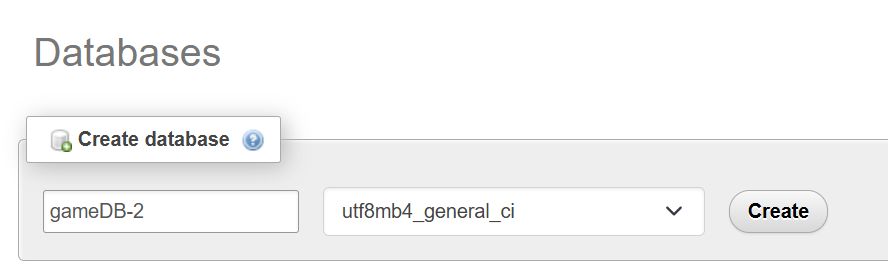 Databases
Create database
gameDB-2
utf8mb4_general_ci
Create